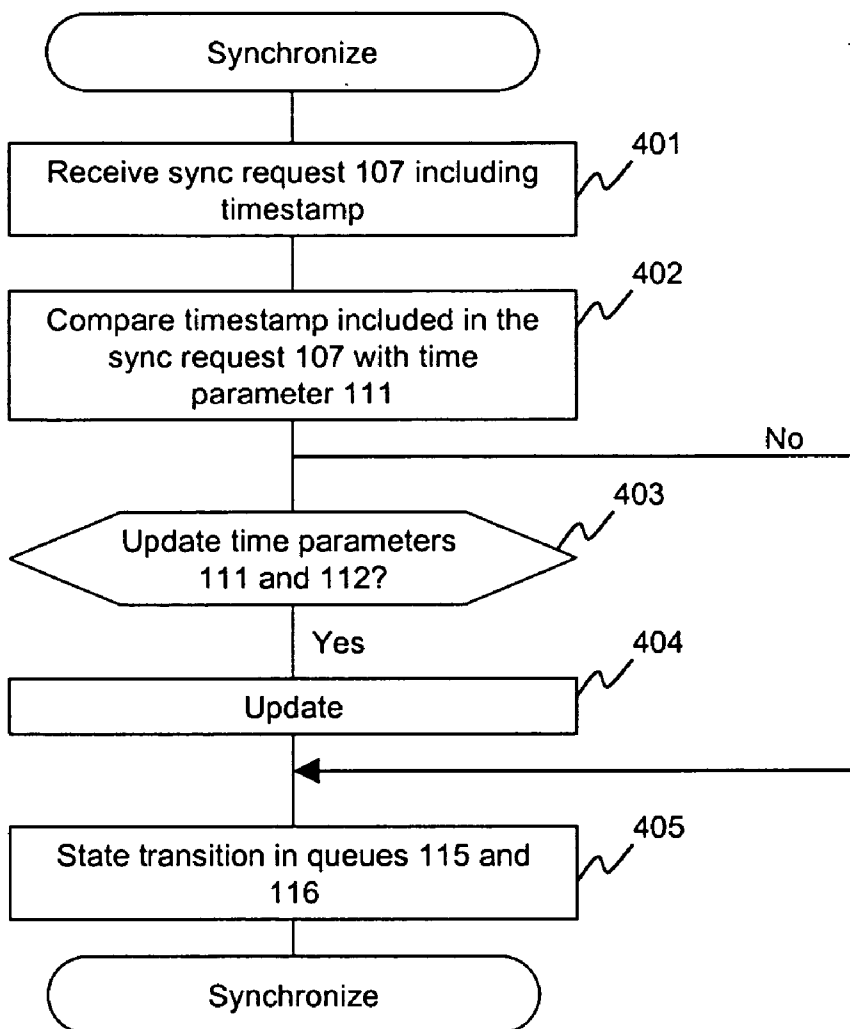 Synchronize
401
Receive sync request 107 including
timestamp
402
Compare timestamp included in the
sync request 107 with time
parameter 111
No
403
Update time parameters
111 and 112?
Yes
404
Update
405
State transition in queues 115 and
116
Synchronize